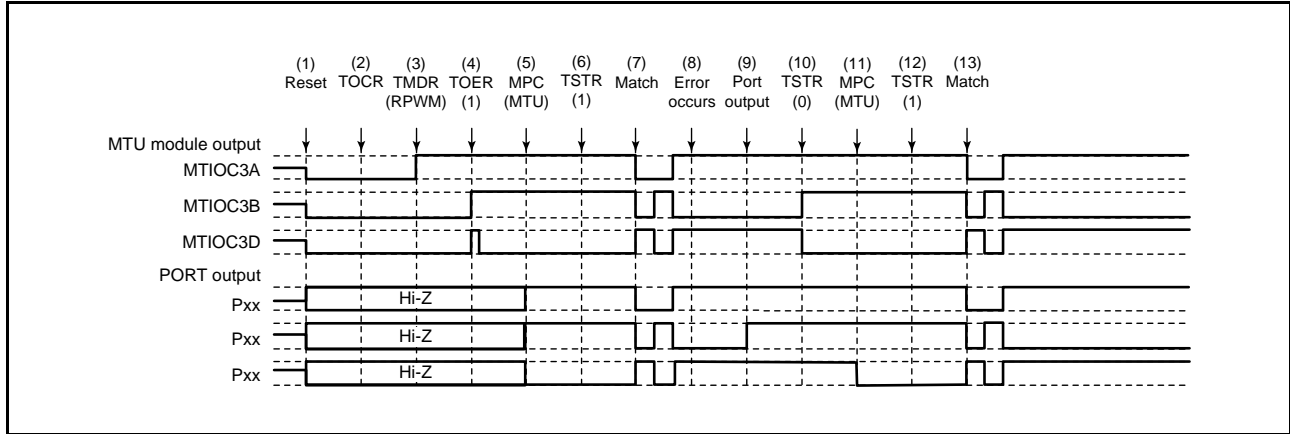 (1) (2) (3) (4) (5) (6) (7) (8) (9) (10) (11) (12) (13)
Reset TOCR TMDR TOER MPC TSTR Match Error Port TSTR MPC TSTR Match
(RPWM) (1) (MTU) (1) occurs output (0) (MTU) (1)
MTU module output
MTIOC3A
MTIOC3B
MTIOC3D
PORT output
Pxx Hi-Z
Pxx Hi-Z
Pxx Hi-Z